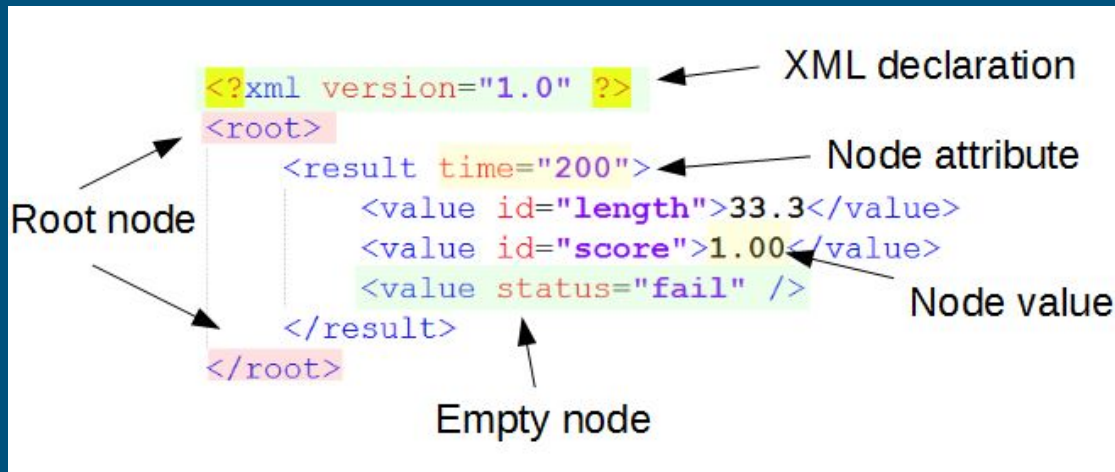 <?xml version="1.0" ?>
XML declaration
<root>
<result time="200">
Node attribute
Root node
<value id="length">33.3</value>
<value id="score">1.00</value>
<value status="fail" />
Node value
</result>
</root>
Empty node